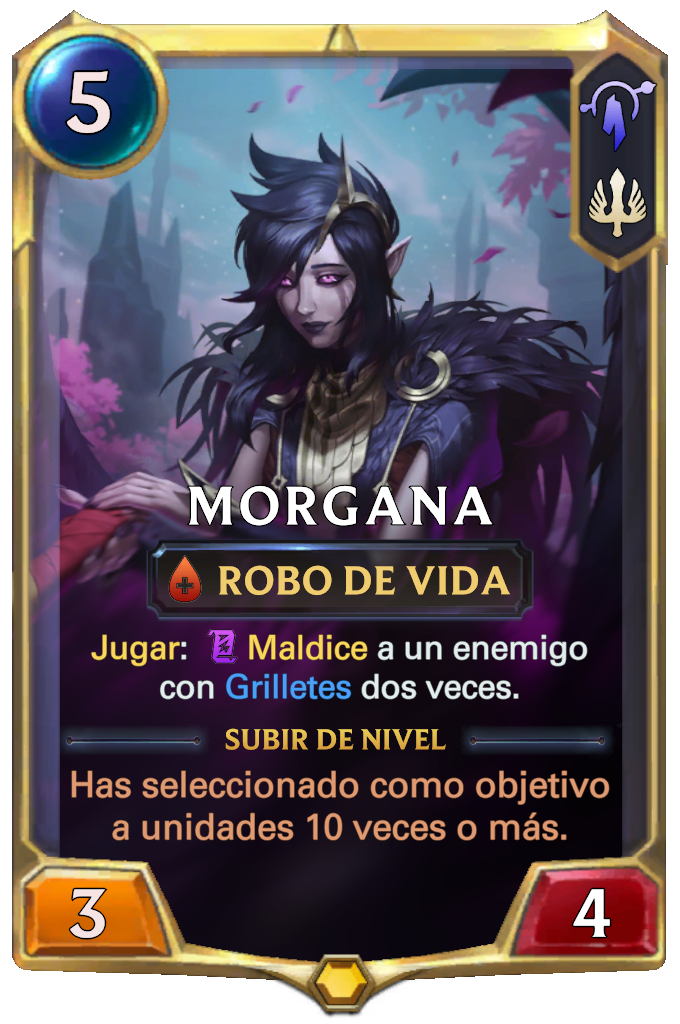 5
MORGANA
ROBO DE VIDA
Jugar: Maldice a un enemigo
con Grilletes dos veces.
SUBIR DE NIVEL
Has seleccionado como objetivo
a unidades 10 veces o más.
3
4